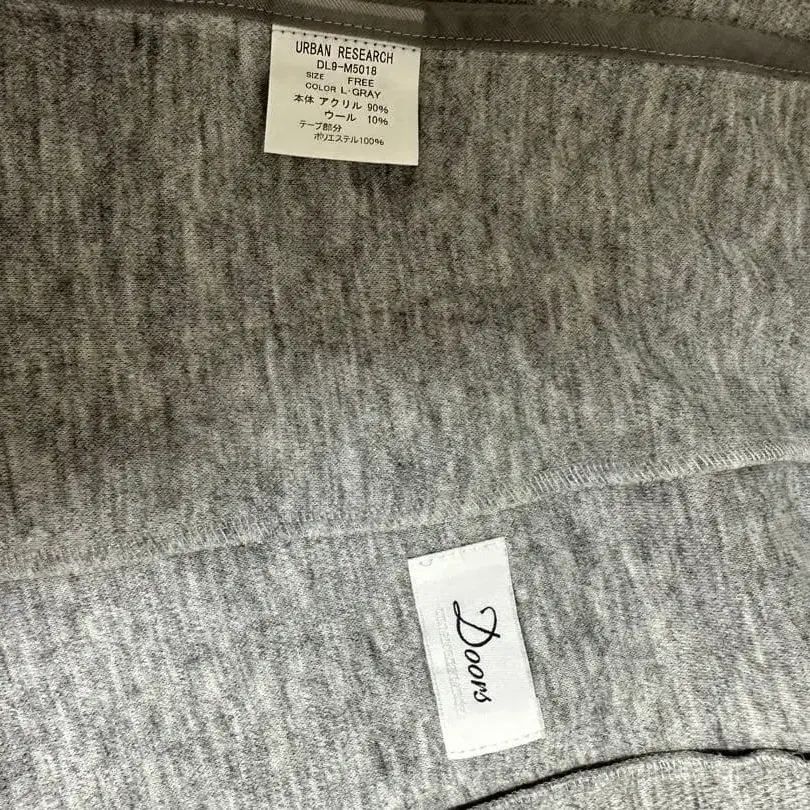 URBAN RESEARCH
DL9-M5018
SIZE FREE
COLOR L·GRAY
本体 アクリル 90%
ウール 10%
テープ部分
ポリエステル100%
Doors